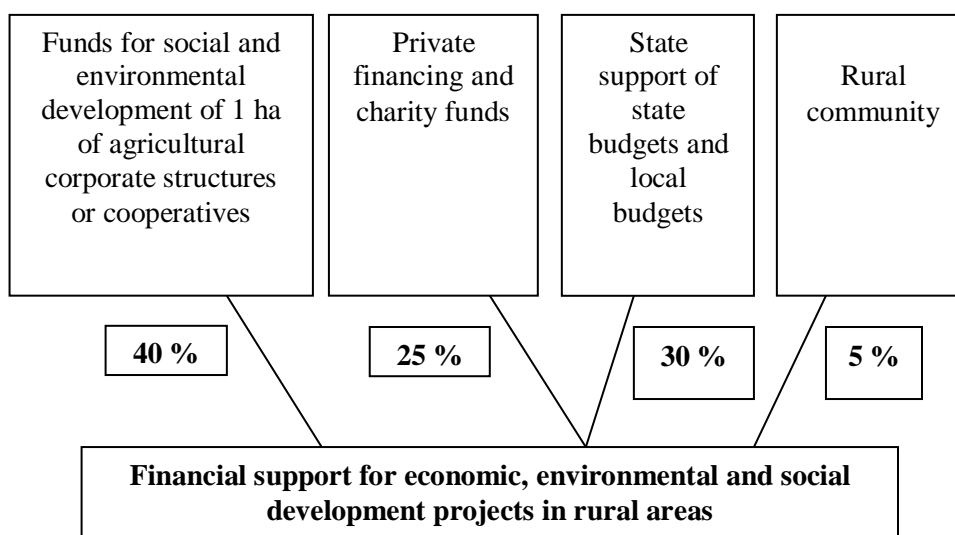 Funds for social and
environmental
development of 1 ha
of agricultural
corporate structures
or cooperatives
Private
financing and
charity funds
State
support of
state
budgets and
local
budgets
Rural
community
40 %
25 %
30 %
5 %
Financial support for economic, environmental and social
development projects in rural areas